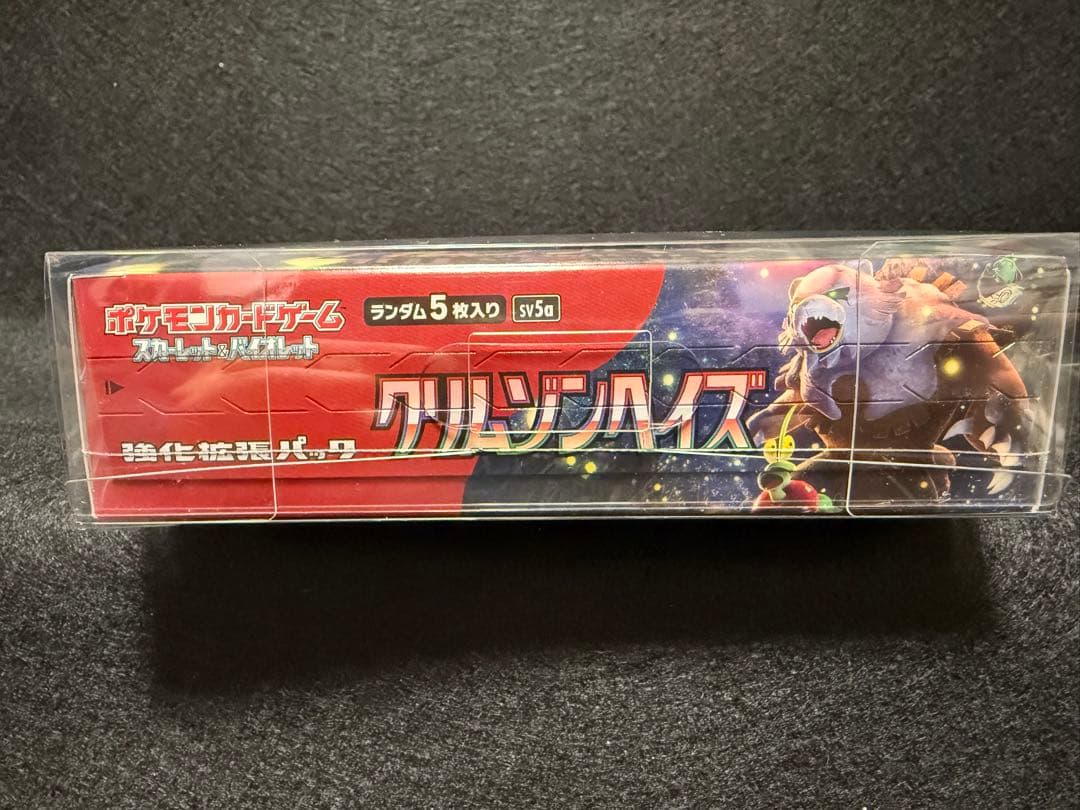 ポケモンカードゲーム
スカーレット&バイオレット
ランダム5枚入り
sv5a
クリムゾンヘイズ
強化拡張パック